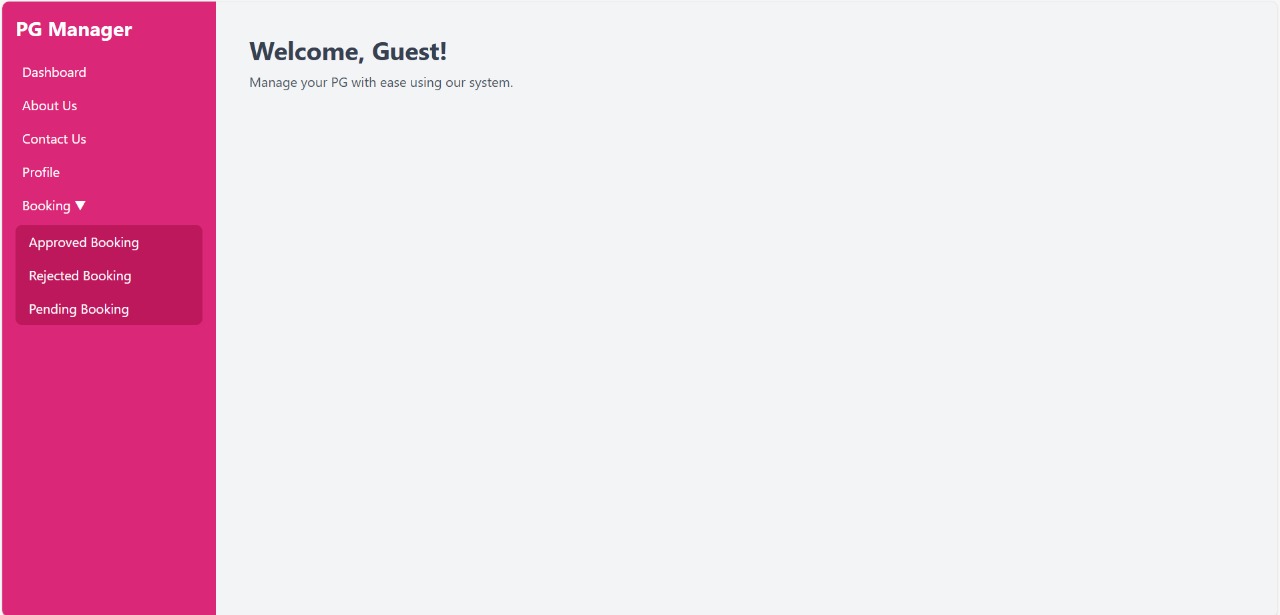 PG Manager
Dashboard
About Us
Contact Us
Profile
Booking ▼
Approved Booking
Rejected Booking
Pending Booking
Welcome, Guest!
Manage your PG with ease using our system.